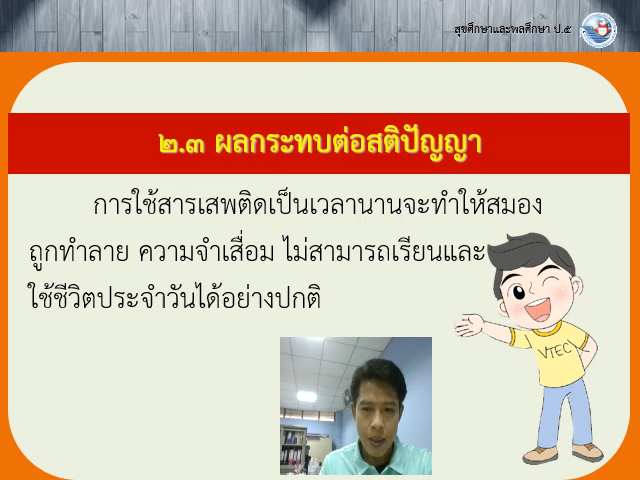 สุขศึกษาและพลศึกษา ป.๕
๒.๓ ผลกระทบต่อสติปัญญา
การใช้สารเสพติดเป็นเวลานานจะทำให้สมอง
ถูกทำลาย ความจำเสื่อม ไม่สามารถเรียนและ
ใช้ชีวิตประจำวันได้อย่างปกติ
VTEC